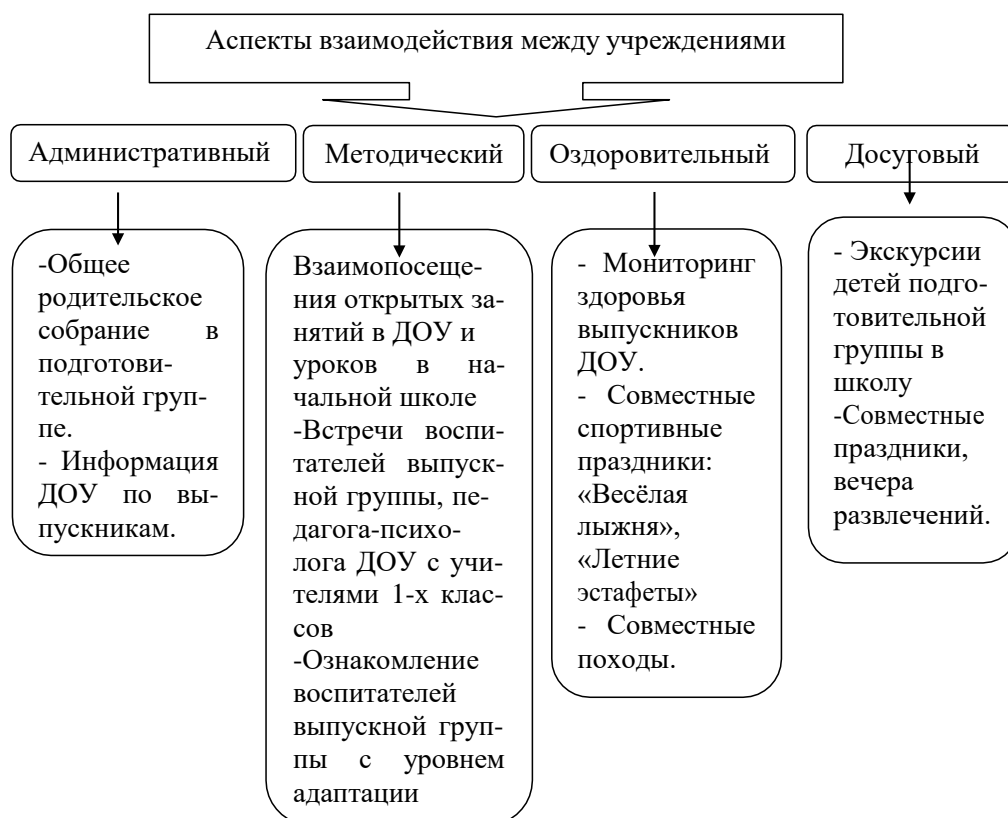 Аспекты взаимодействия между учреждениями
Административный
Методический
Оздоровительный
Досуговый
-Общее
родительское
собрание в
подготови-
тельной груп-
пе.
- Информация
ДОУ по вы-
пускникам.
Взаимопосеще-
ния открытых за-
нятий в ДОУ и
уроков в на-
чальной школе
-Встречи воспи-
тателей выпуск-
ной группы, пе-
дагога-психо-
лога ДОУ с учи-
телями 1-х клас-
сов
-Ознакомление
воспитателей
выпускной груп-
пы с уровнем
адаптации
- Мониторинг
здоровья
выпускников
ДОУ.
- Совместные
спортивные
праздники:
«Весёлая
лыжня»,
«Летние
эстафеты»
- Совместные
походы.
- Экскурсии
детей подго-
товительной
группы в
школу
-Совместные
праздники,
вечера
развлечений.